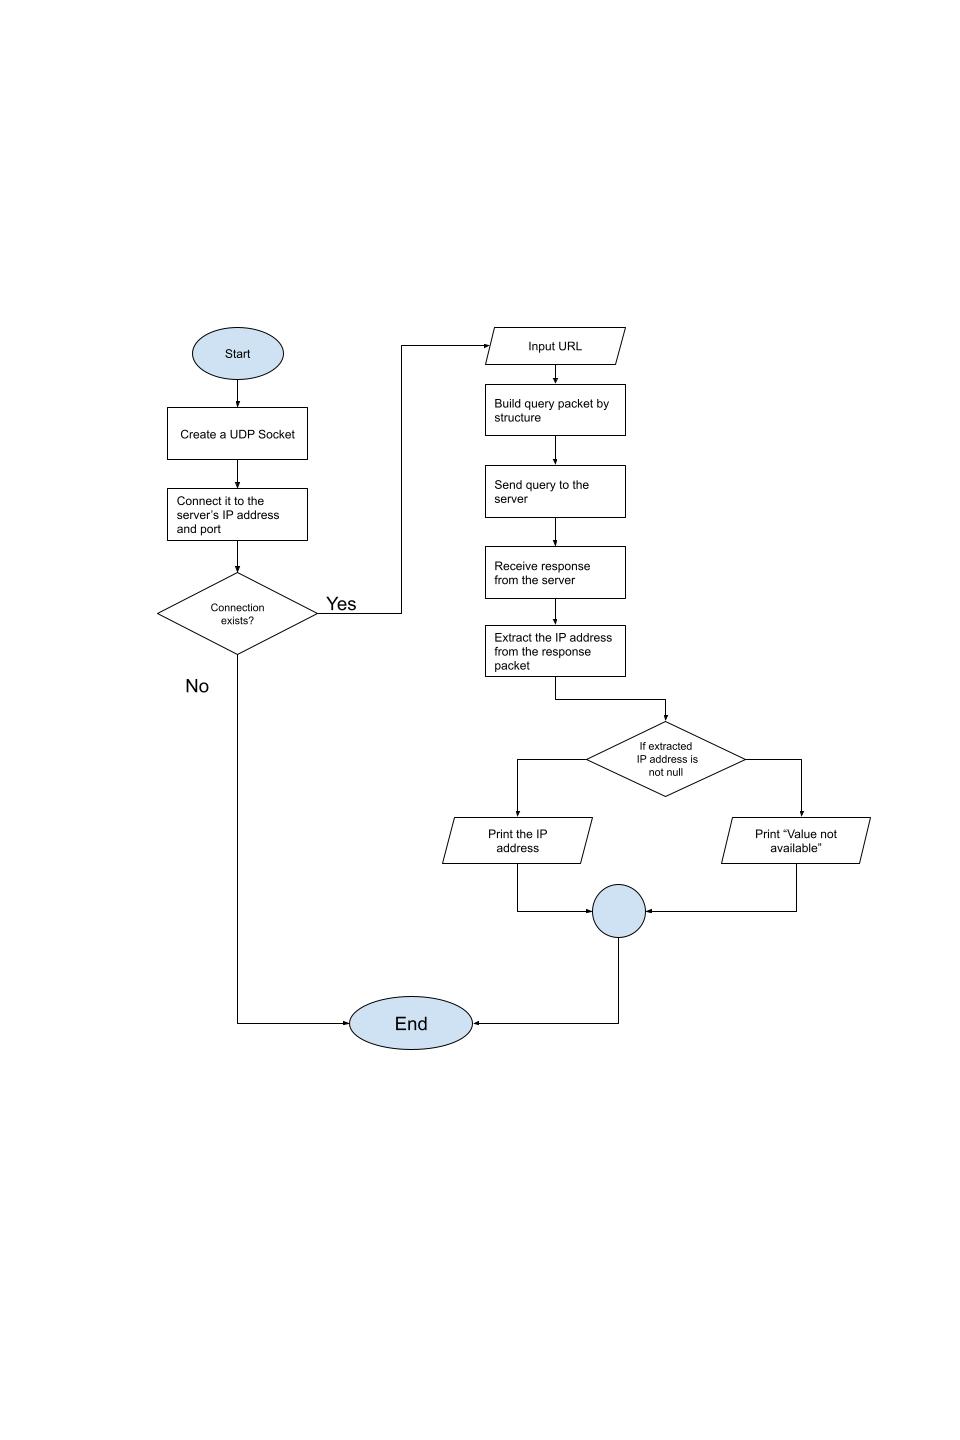 Start
Create a UDP Socket
Connect it to the
server’s IP address
and port
Connection
exists?
Yes
No
Input URL
Build query packet by
structure
Send query to the
server
Receive response
from the server
Extract the IP address
from the response
packet
If extracted
IP address is
not null
Print the IP
address
Print “Value not
available”
End